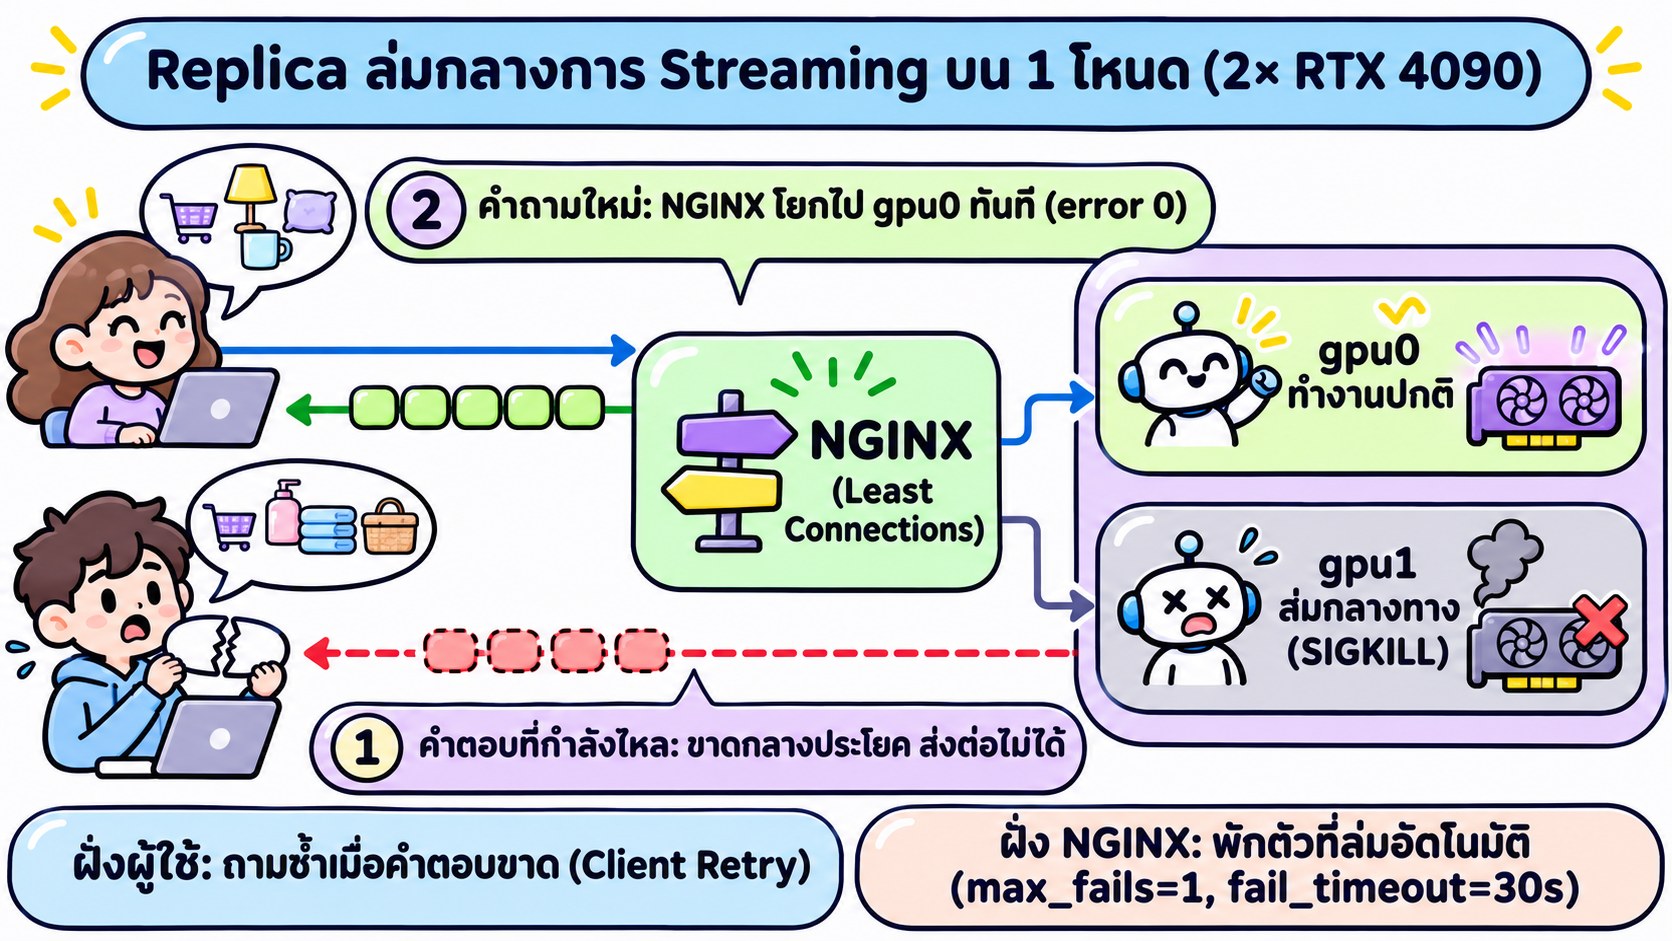 Replica ล่มกลางการ Streaming บน 1 โหนด (2× RTX 4090)
2 คำถามใหม่: NGINX โยกไป gpu0 ทันที (error 0)
NGINX
(Least
Connections)
gpu0
ทำงานปกติ
gpu1
ส่มกลางทาง
(SIGKILL)
1 คำตอบที่กำลังไหล: ขาดกลางประโยค ส่งต่อไม่ได้
ฝั่งผู้ใช้: ถามซ้ำเมื่อคำตอบขาด (Client Retry)
ฝั่ง NGINX: พักตัวที่ล่มอัตโนมัติ
(max_fails=1, fail_timeout=30s)